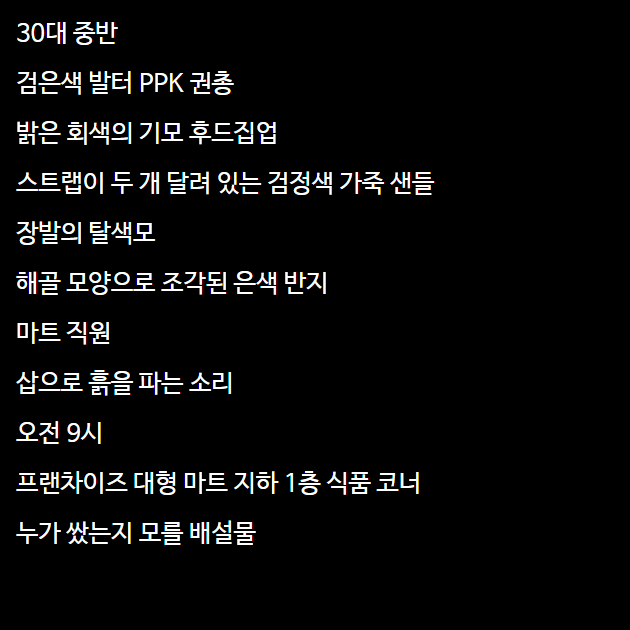 30대 중반
검은색 발터 PPK 권총
밝은 회색의 기모 후드집업
스트랩이 두 개 달려 있는 검정색 가죽 샌들
장발의 탈색모
해골 모양으로 조각된 은색 반지
마트 직원
삽으로 흙을 파는 소리
오전 9시
프랜차이즈 대형 마트 지하 1층 식품 코너
누가 쌌는지 모를 배설물